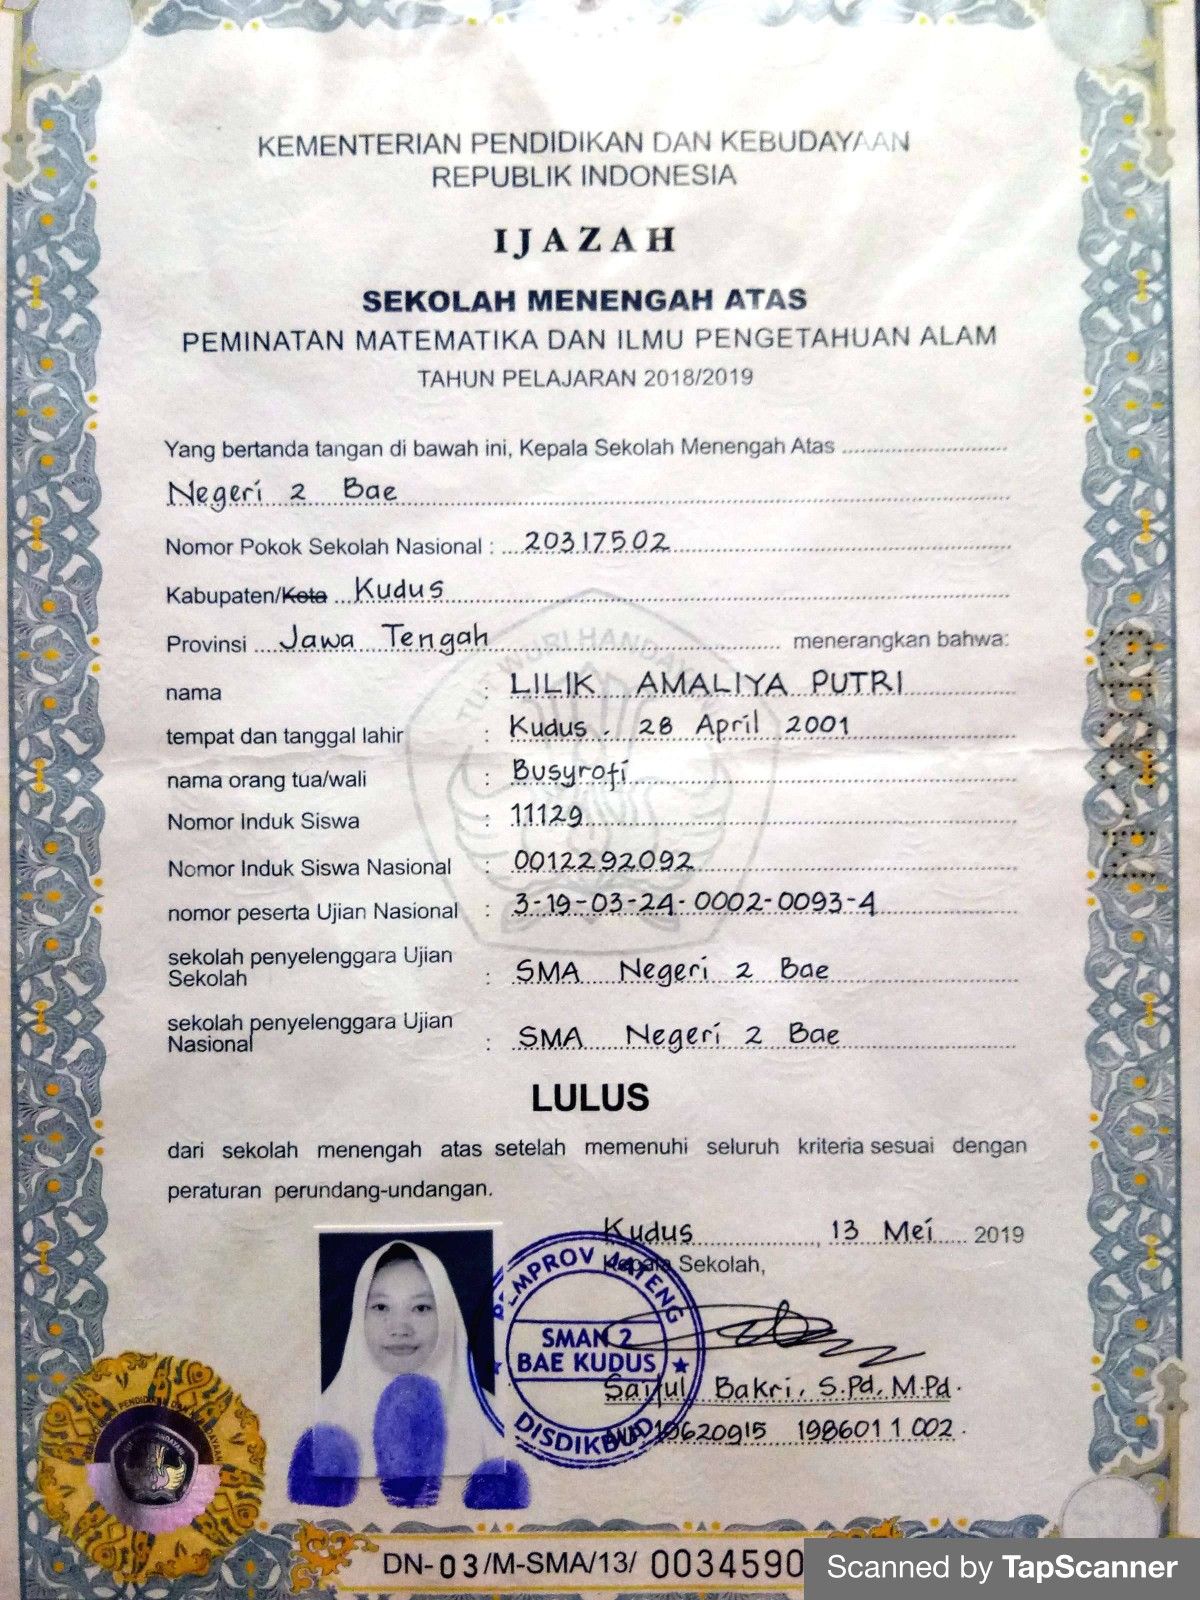 KEMENTERIAN PENDIDIKAN DAN KEBUDAYAAN
REPUBLIK INDONESIA
IJAZAH
SEKOLAH MENENGAH ATAS
PEMINATAN MATEMATIKA DAN ILMU PENGETAHUAN ALAM
TAHUN PELAJARAN 2018/2019
Yang bertanda tangan di bawah ini, Kepala Sekolah Menengah Atas
Negeri 2 Bae
Nomor Pokok Sekolah Nasional : 20317502
Kabupaten/Kota Kudus
Provinsi Jawa Tengah menerangkan bahwa:
nama : LILIK AMALIYA PUTRI
tempat dan tanggal lahir : Kudus, 28 April 2001
nama orang tua/wali : Busyrofi
Nomor Induk Siswa : 11129
Nomor Induk Siswa Nasional : 0012292092
nomor peserta Ujian Nasional : 3-19-03-24-0002-0093-4
sekolah penyelenggara Ujian
Sekolah : SMA Negeri 2 Bae
sekolah penyelenggara Ujian
Nasional : SMA Negeri 2 Bae
LULUS
dari sekolah menengah atas setelah memenuhi seluruh kriteria sesuai dengan
peraturan perundang-undangan.
Kudus, 13 Mei 2019
Kepala Sekolah,
PEMPROV JATENG
SMAN 2
BAE KUDUS
DISDIKBUD
Saiful Bakri, S.Pd, M.Pd.
19620915 198601 1 002.
TUT WURI HANDAYANI
DN-03/M-SMA/13/ 0034590
Scanned by TapScanner